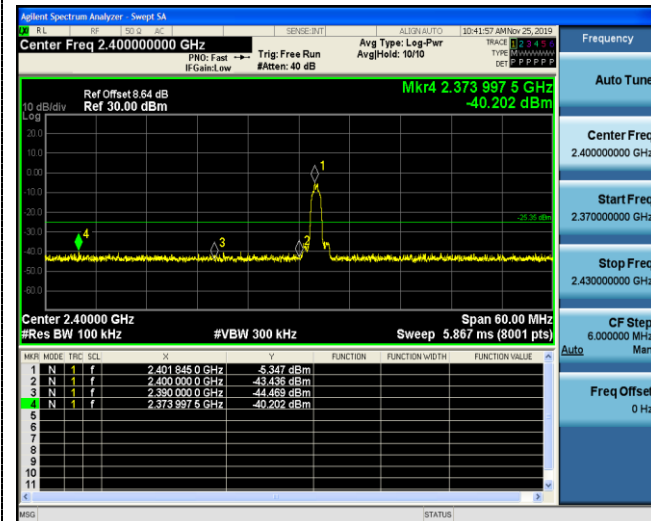 Agilent Spectrum Analyzer - Swept SA
RL RF 50 Ω AC SENSE:INT ALIGN AUTO 10:41:57 AM Nov 25, 2019
Center Freq 2.400000000 GHz
PNO: Fast
IFGain:Low
Trig: Free Run
#Atten: 40 dB
Avg Type: Log-Pwr
Avg|Hold: 10/10
TRACE 1 2 3 4 5 6
TYPE M
DET P P P P P P
Frequency
Ref Offset 8.64 dB
Ref 30.00 dBm
10 dB/div
Log
Mkr4 2.373 997 5 GHz
-40.202 dBm
20.0
10.0
0.00
-10.0
-20.0
-30.0
-40.0
-50.0
-60.0
1
2
3
4
-25.35 dBm
Center 2.40000 GHz
Span 60.00 MHz
#Res BW 100 kHz
#VBW 300 kHz
Sweep 5.867 ms (8001 pts)
MKR MODE TRC SCL X Y FUNCTION FUNCTION WIDTH FUNCTION VALUE
1 N 1 f 2.401 845 0 GHz -5.347 dBm
2 N 1 f 2.400 000 0 GHz -43.436 dBm
3 N 1 f 2.390 000 0 GHz -44.469 dBm
4 N 1 f 2.373 997 5 GHz -40.202 dBm
5
6
7
8
9
10
11
MSG
STATUS
Auto Tune
Center Freq
2.400000000 GHz
Start Freq
2.370000000 GHz
Stop Freq
2.430000000 GHz
CF Step
6.000000 MHz
Auto Man
Freq Offset
0 Hz